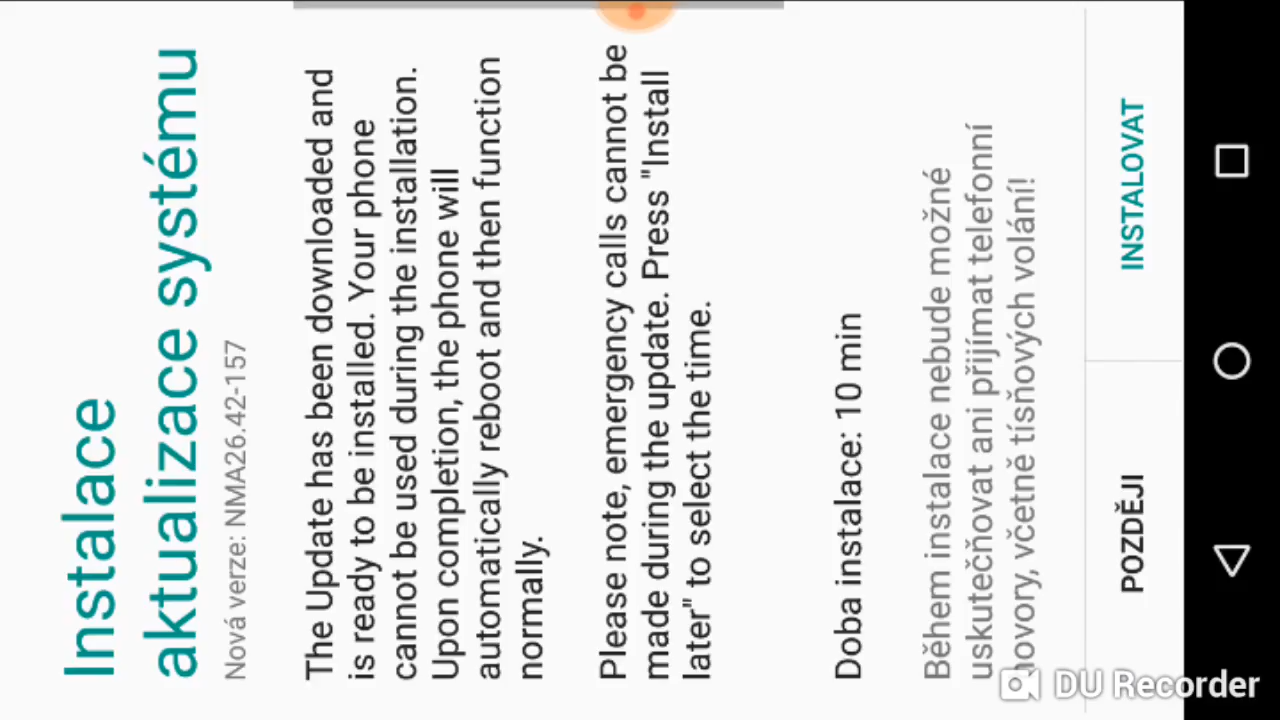 Instalace
aktualizace systému
Nová verze: NMA26.42-157
The Update has been downloaded and
is ready to be installed. Your phone
cannot be used during the installation.
Upon completion, the phone will
automatically reboot and then function
normally.
Please note, emergency calls cannot be
made during the update. Press "Install
later" to select the time.
Doba instalace: 10 min
Během instalace nebude možné
uskutečňovat ani přijímat telefonní
hovory, včetně tísňových volání!
POZDĚJI
INSTALOVAT
DU Recorder